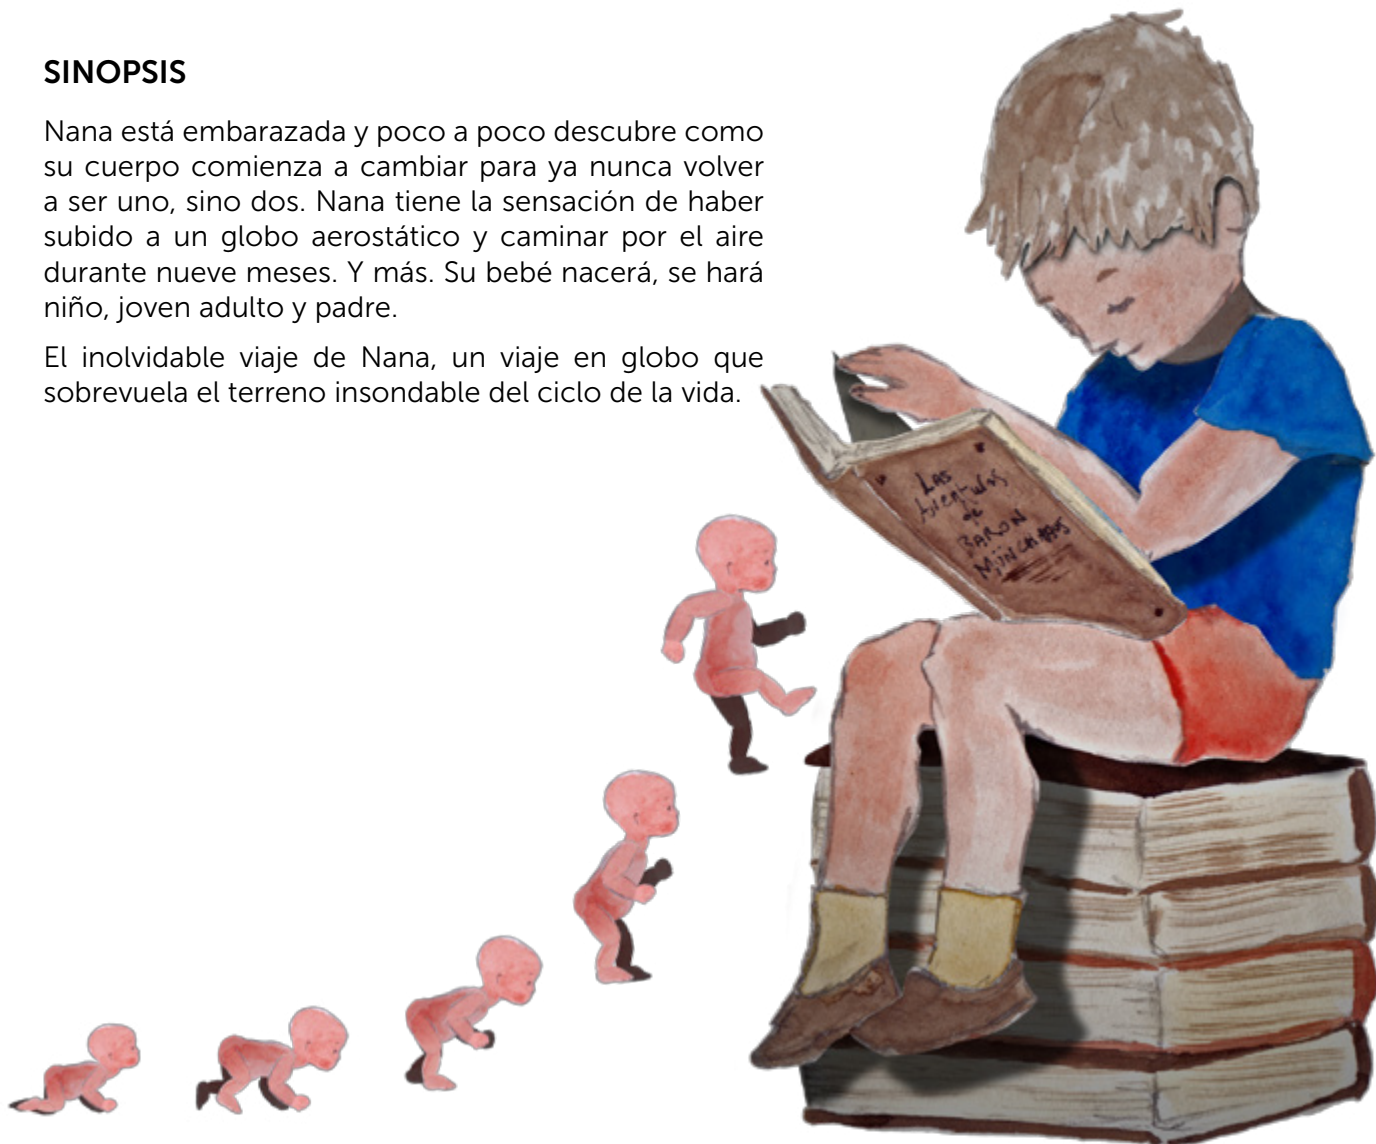 SINOPSIS
Nana está embarazada y poco a poco descubre como
su cuerpo comienza a cambiar para ya nunca volver
a ser uno, sino dos. Nana tiene la sensación de haber
subido a un globo aerostático y caminar por el aire
durante nueve meses. Y más. Su bebé nacerá, se hará
niño, joven adulto y padre.
El inolvidable viaje de Nana, un viaje en globo que
sobrevuela el terreno insondable del ciclo de la vida.
LAS
de
BARON